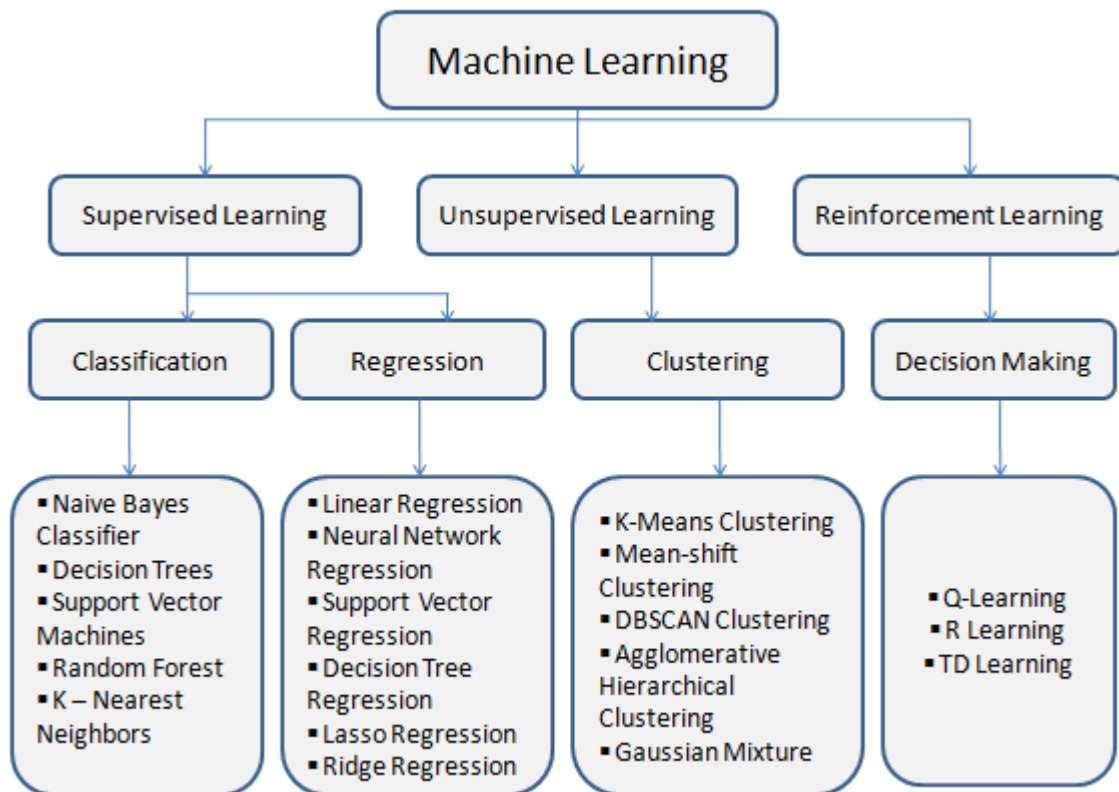 Machine Learning
Supervised Learning
Unsupervised Learning
Reinforcement Learning
Classification
Regression
Clustering
Decision Making
▪ Naive Bayes
Classifier
▪ Decision Trees
▪ Support Vector
Machines
▪ Random Forest
▪ K – Nearest
Neighbors
▪ Linear Regression
▪ Neural Network
Regression
▪ Support Vector
Regression
▪ Decision Tree
Regression
▪ Lasso Regression
▪ Ridge Regression
▪ K-Means Clustering
▪ Mean-shift
Clustering
▪ DBSCAN Clustering
▪ Agglomerative
Hierarchical
Clustering
▪ Gaussian Mixture
▪ Q-Learning
▪ R Learning
▪ TD Learning